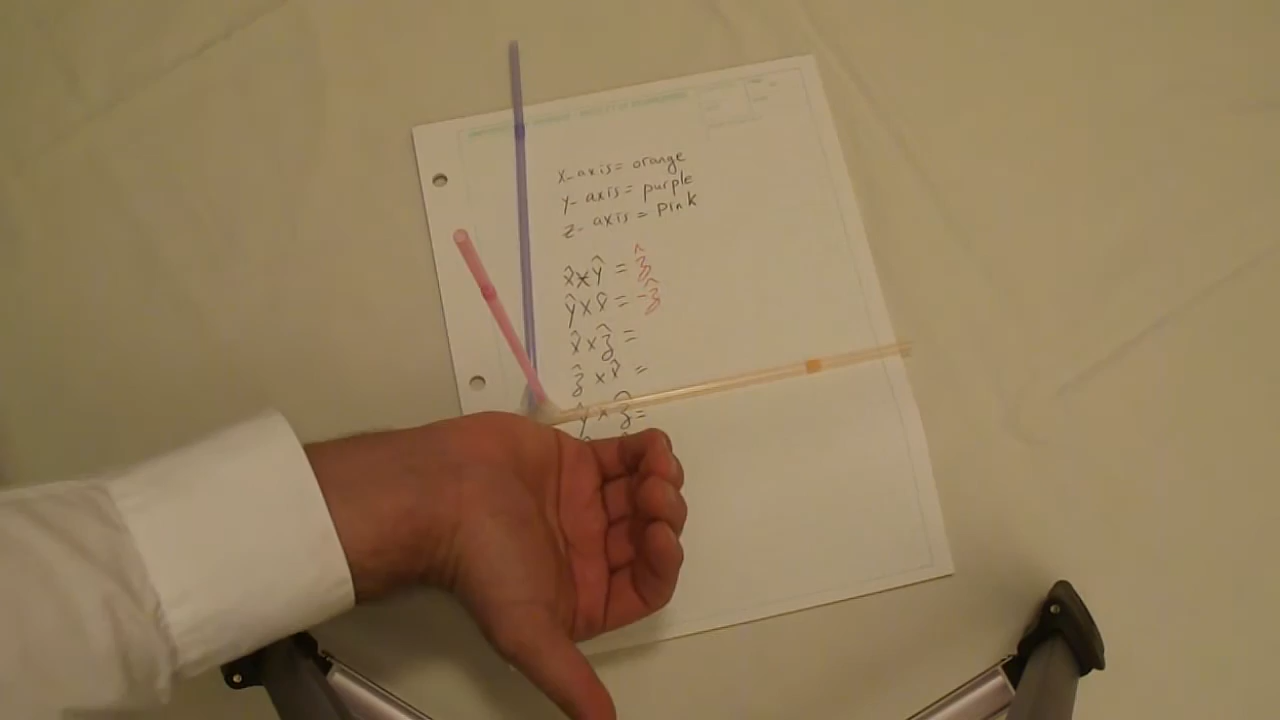 x-axis = orange
y-axis = purple
z-axis = pink
x̂×ŷ = ẑ
ŷ×x̂ = -ẑ
x̂×ẑ =
ẑ×x̂ =
ŷ×ẑ =